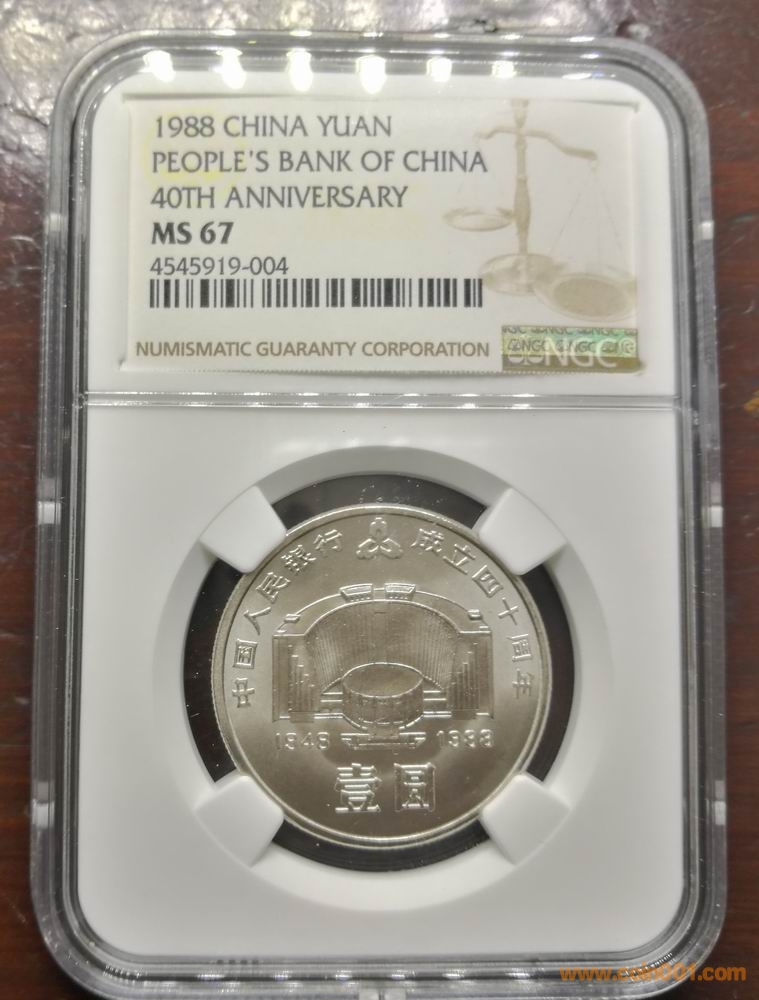 1988 CHINA YUAN
PEOPLE'S BANK OF CHINA
40TH ANNIVERSARY
MS 67
4545919-004
NUMISMATIC GUARANTY CORPORATION
NGC
中国人民银行 成立四十周年
1948 1988
壹圆
www.coin001.com